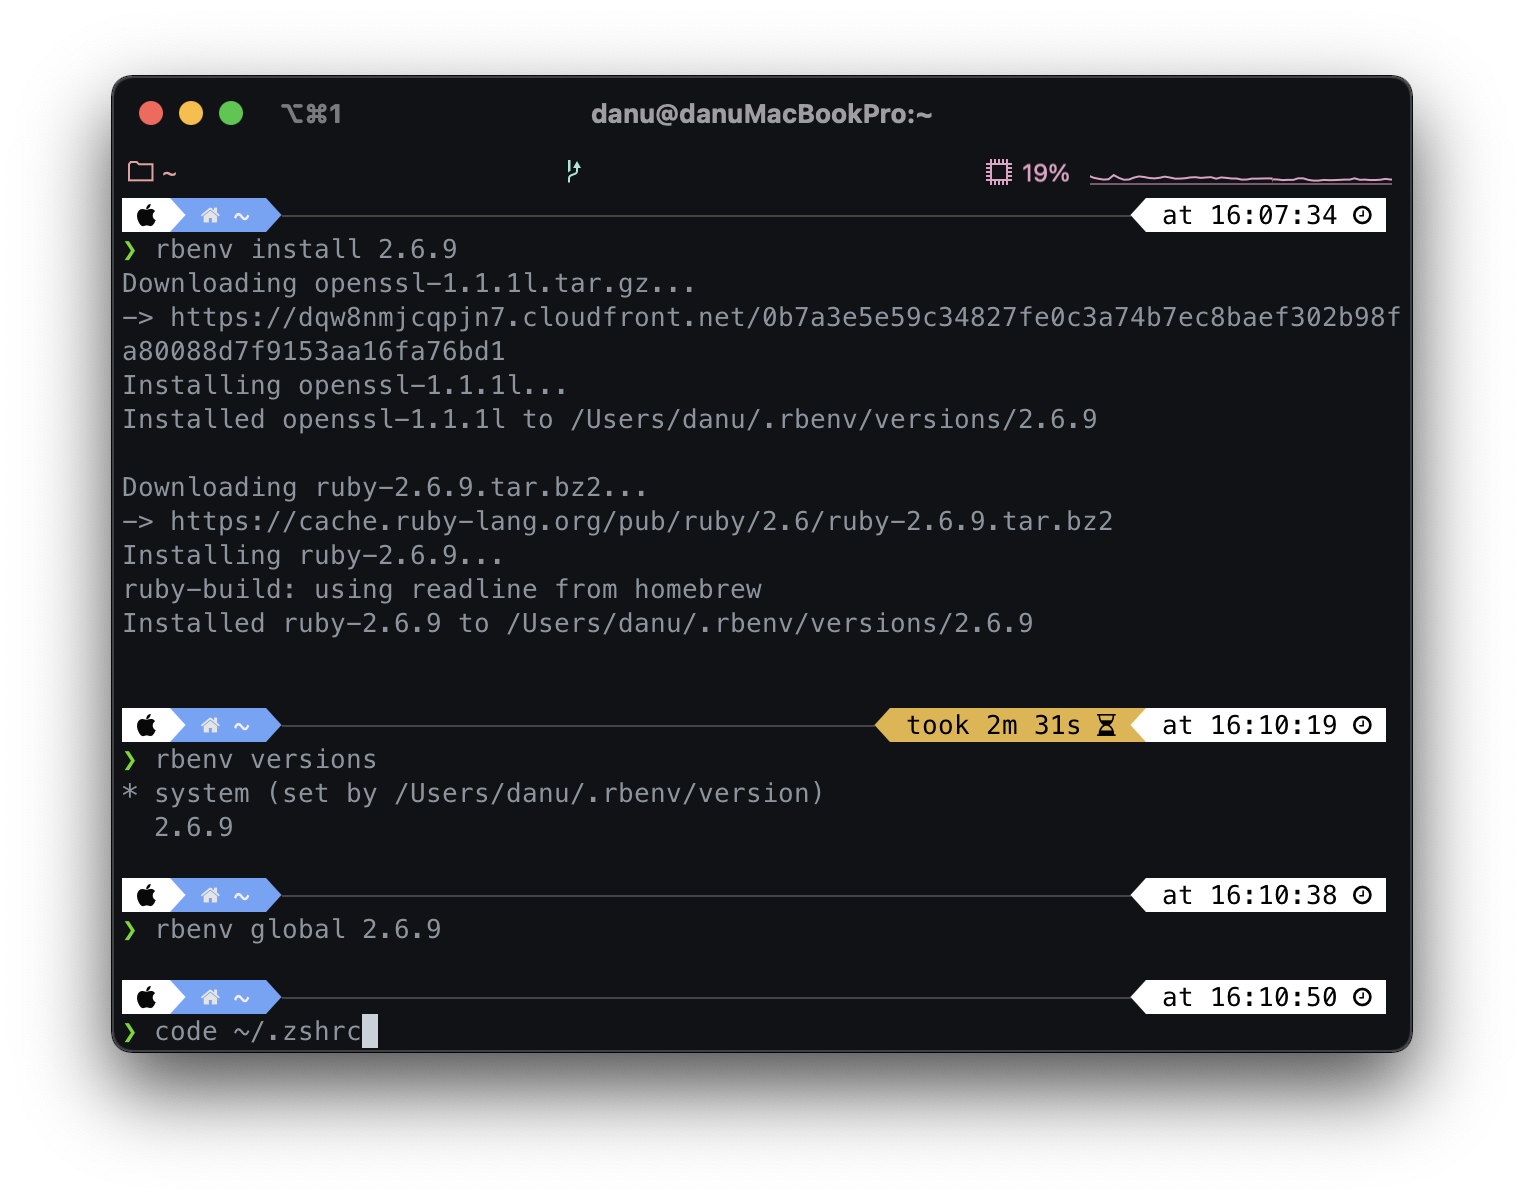 ⌥⌘1 danu@danuMacBookPro:~
~ 19%
~ at 16:07:34
❯ rbenv install 2.6.9
Downloading openssl-1.1.1l.tar.gz...
-> https://dqw8nmjcqpjn7.cloudfront.net/0b7a3e5e59c34827fe0c3a74b7ec8baef302b98f
a80088d7f9153aa16fa76bd1
Installing openssl-1.1.1l...
Installed openssl-1.1.1l to /Users/danu/.rbenv/versions/2.6.9
Downloading ruby-2.6.9.tar.bz2...
-> https://cache.ruby-lang.org/pub/ruby/2.6/ruby-2.6.9.tar.bz2
Installing ruby-2.6.9...
ruby-build: using readline from homebrew
Installed ruby-2.6.9 to /Users/danu/.rbenv/versions/2.6.9
~ took 2m 31s at 16:10:19
❯ rbenv versions
* system (set by /Users/danu/.rbenv/version)
2.6.9
~ at 16:10:38
❯ rbenv global 2.6.9
~ at 16:10:50
❯ code ~/.zshrc